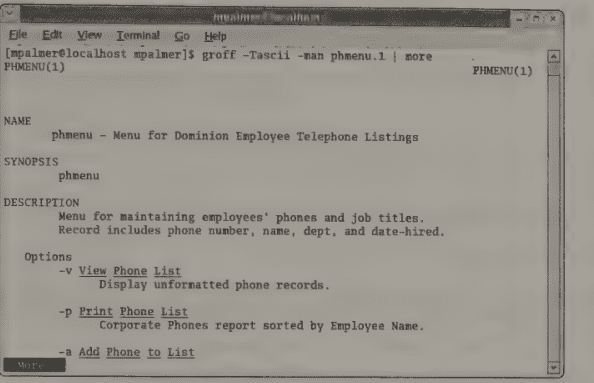 File Edit View Terminal Go Help
[mpalmer@localhost mpalmer]$ groff -Tascii -man phmenu.1 | more
PHMENU(1) PHMENU(1)
NAME
phmenu - Menu for Dominion Employee Telephone Listings
SYNOPSIS
phmenu
DESCRIPTION
Menu for maintaining employees' phones and job titles.
Record includes phone number, name, dept, and date-hired.
Options
-v View Phone List
Display unformatted phone records.
-p Print Phone List
Corporate Phones report sorted by Employee Name.
-a Add Phone to List
More